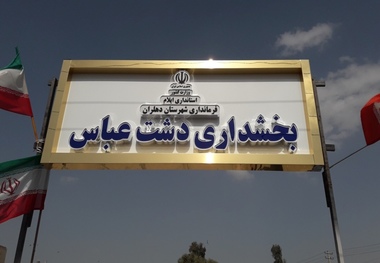 استانداری ایلام
فرمانداری شهرستان دهلران
بخشداری دشت عباس